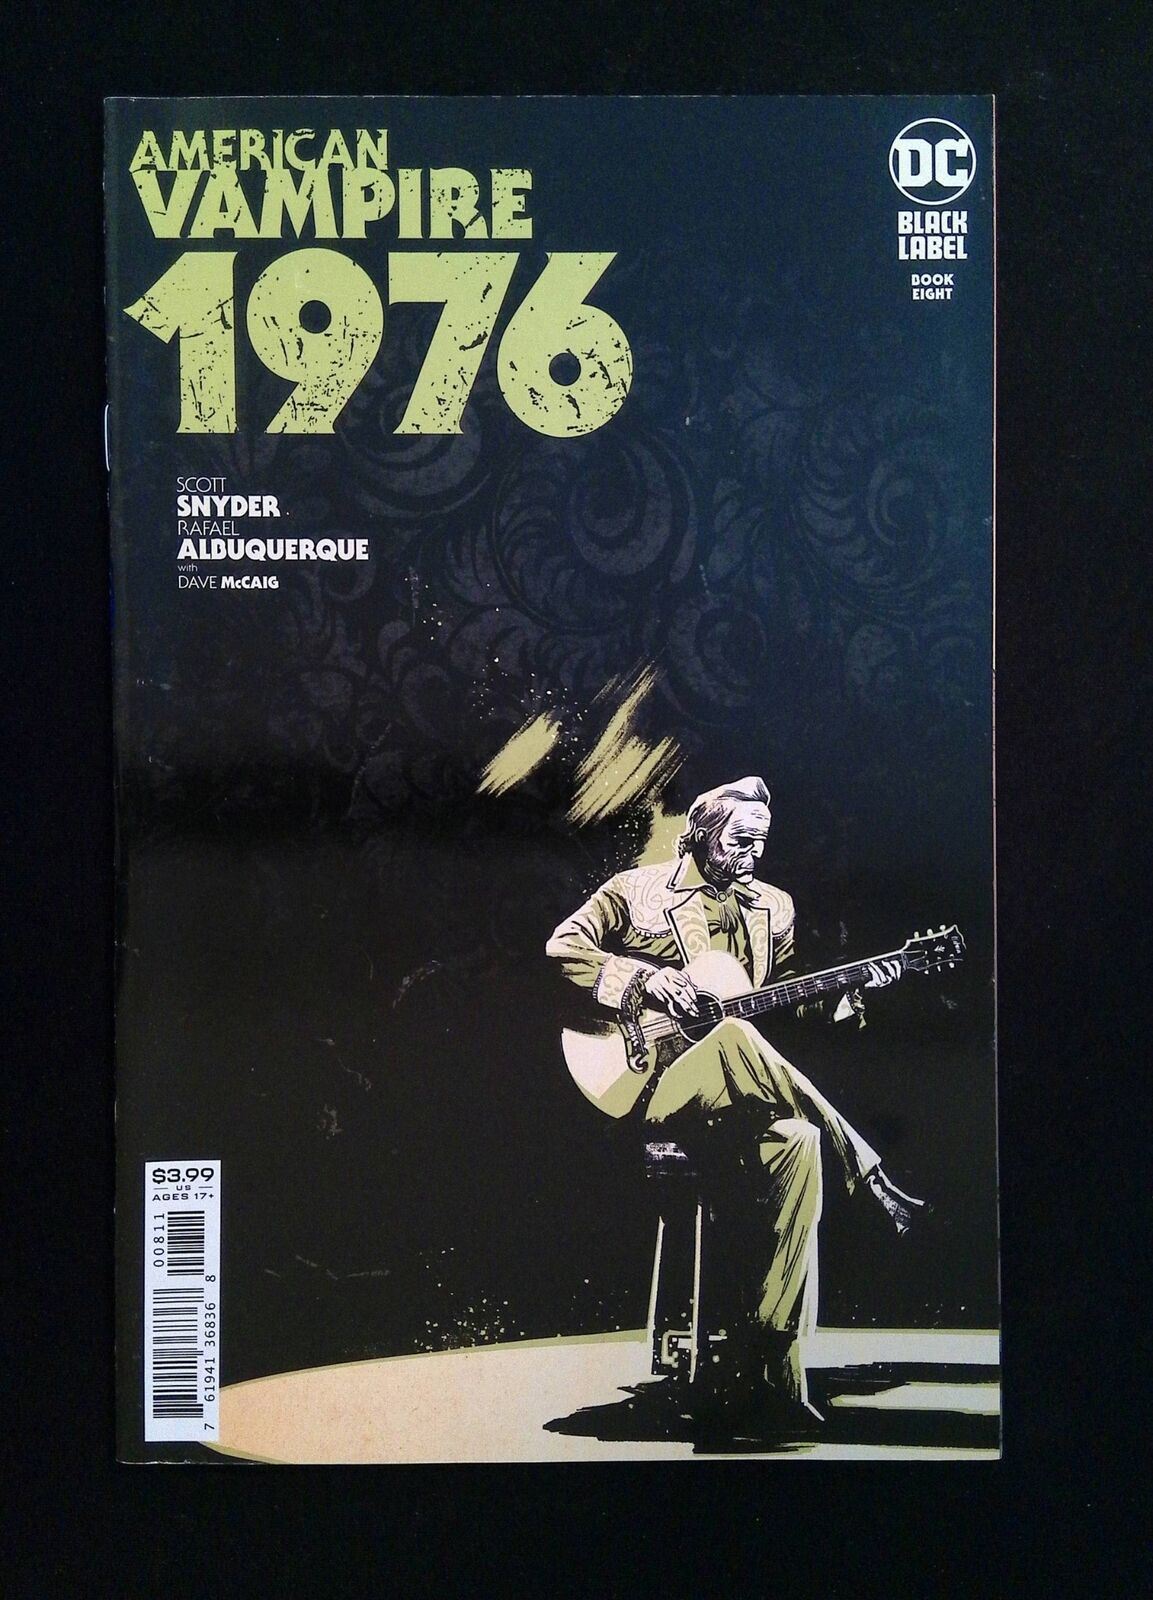 AMERICAN
VAMPIRE
1976
DC
BLACK
LABEL
BOOK
EIGHT
SCOTT
SNYDER
RAFAEL
ALBUQUERQUE
with
DAVE McCAIG
$3.99
US
AGES 17+
00811
7 61941 36836 8